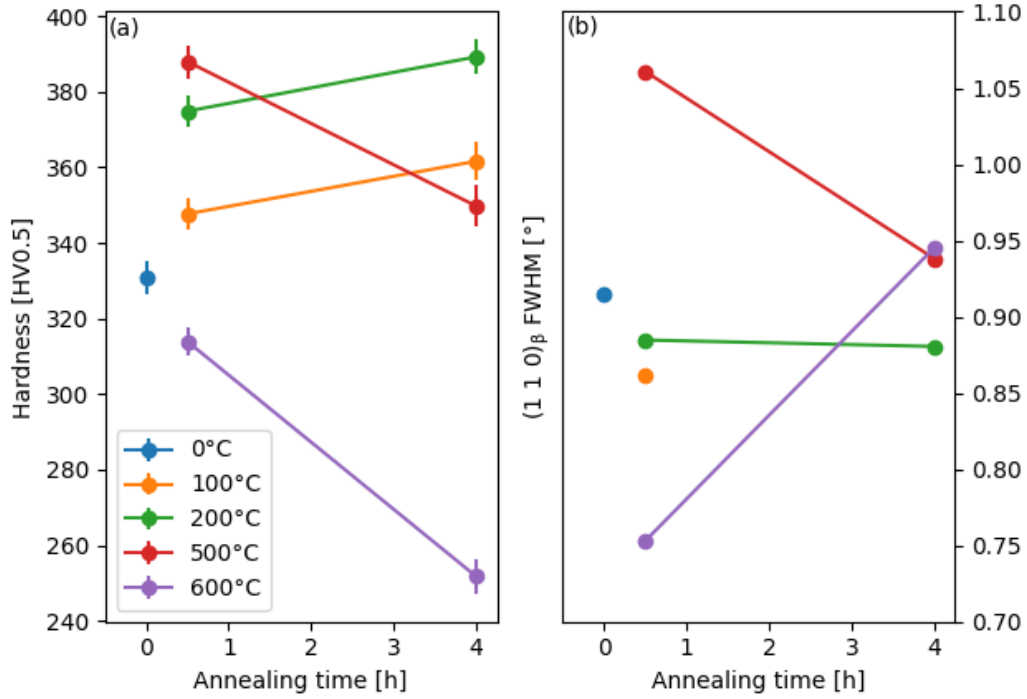 (a)
Hardness [HV0.5]
400
380
360
340
320
300
280
260
240
0°C
100°C
200°C
500°C
600°C
0 1 2 3 4
Annealing time [h]
(b)
(1 1 0)β FWHM [°]
1.10
1.05
1.00
0.95
0.90
0.85
0.80
0.75
0.70
0 1 2 3 4
Annealing time [h]